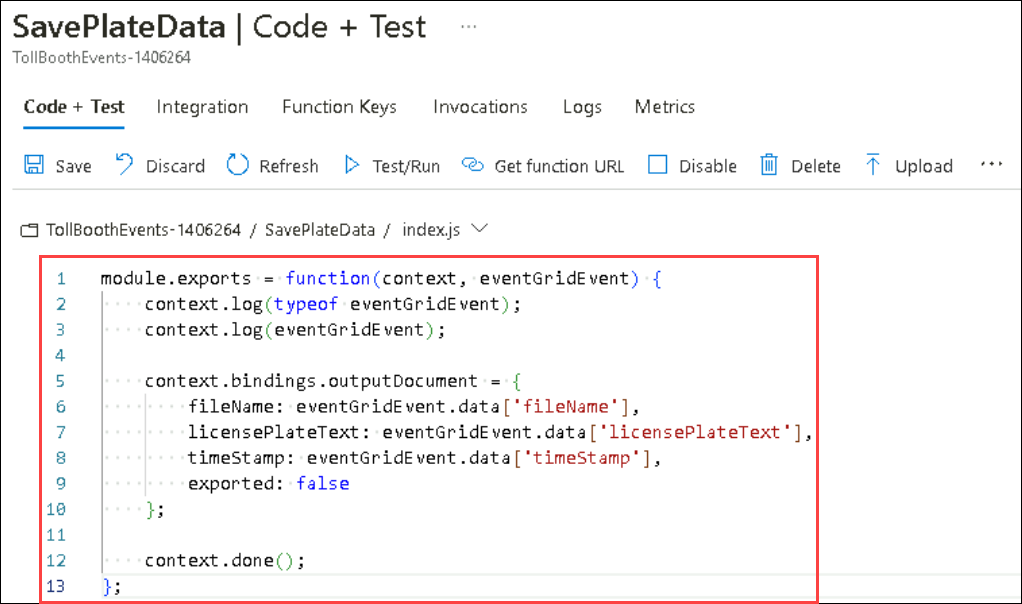 SavePlateData | Code + Test ...
TollBoothEvents-1406264
Code + Test Integration Function Keys Invocations Logs Metrics
Save Discard Refresh Test/Run Get function URL Disable Delete Upload ...
TollBoothEvents-1406264 / SavePlateData / index.js
1 module.exports = function(context, eventGridEvent) {
2     context.log(typeof eventGridEvent);
3     context.log(eventGridEvent);
4
5     context.bindings.outputDocument = {
6         fileName: eventGridEvent.data['fileName'],
7         licensePlateText: eventGridEvent.data['licensePlateText'],
8         timeStamp: eventGridEvent.data['timeStamp'],
9         exported: false
10     };
11
12     context.done();
13 };